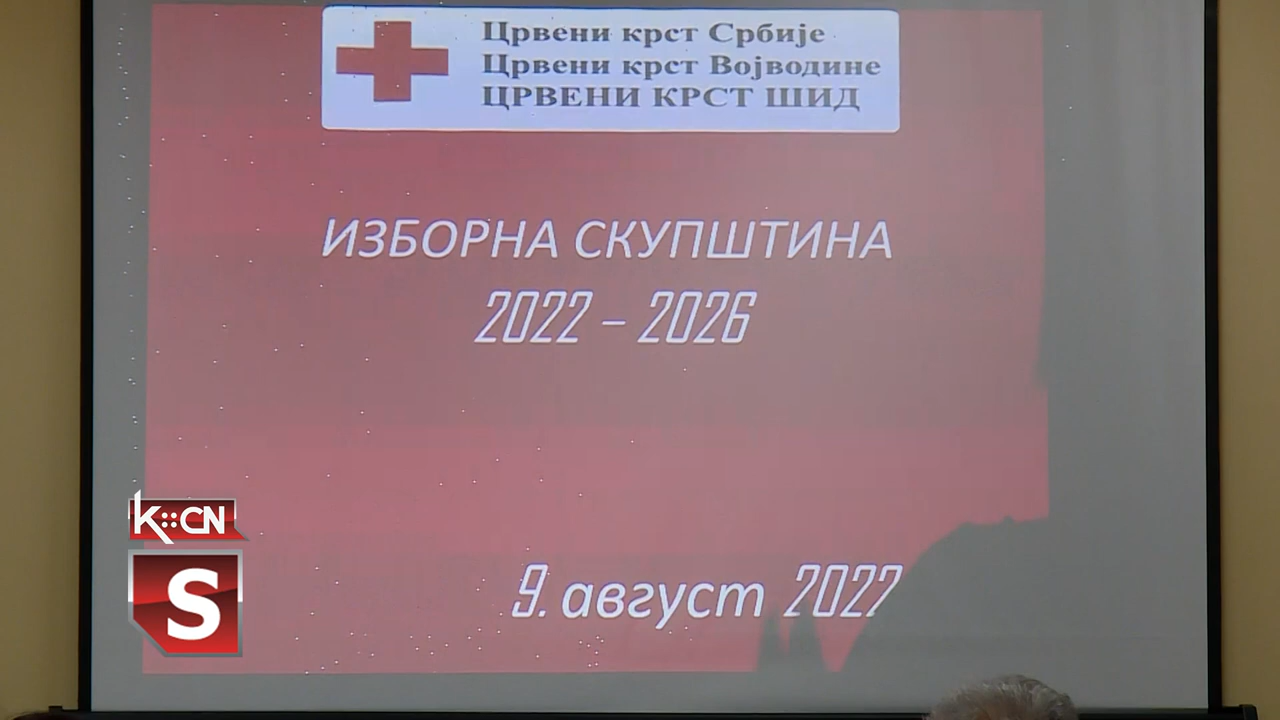 Црвени крст Србије
Црвени крст Војводине
ЦРВЕНИ КРСТ ШИД
ИЗБОРНА СКУПШТИНА
2022 – 2026
9. август 2022
K::CN
S